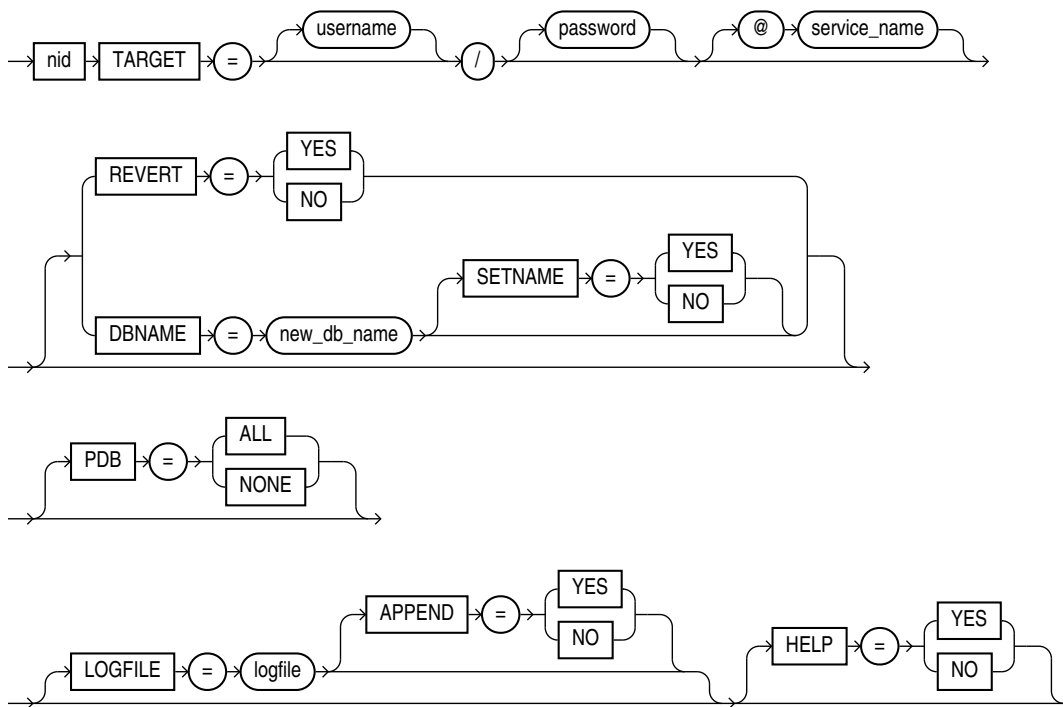 username password @ service_name
nid TARGET = /
YES
REVERT =
NO
YES
SETNAME =
NO
DBNAME = new_db_name
ALL
PDB =
NONE
YES
APPEND =
NO
YES
HELP =
NO
LOGFILE = logfile